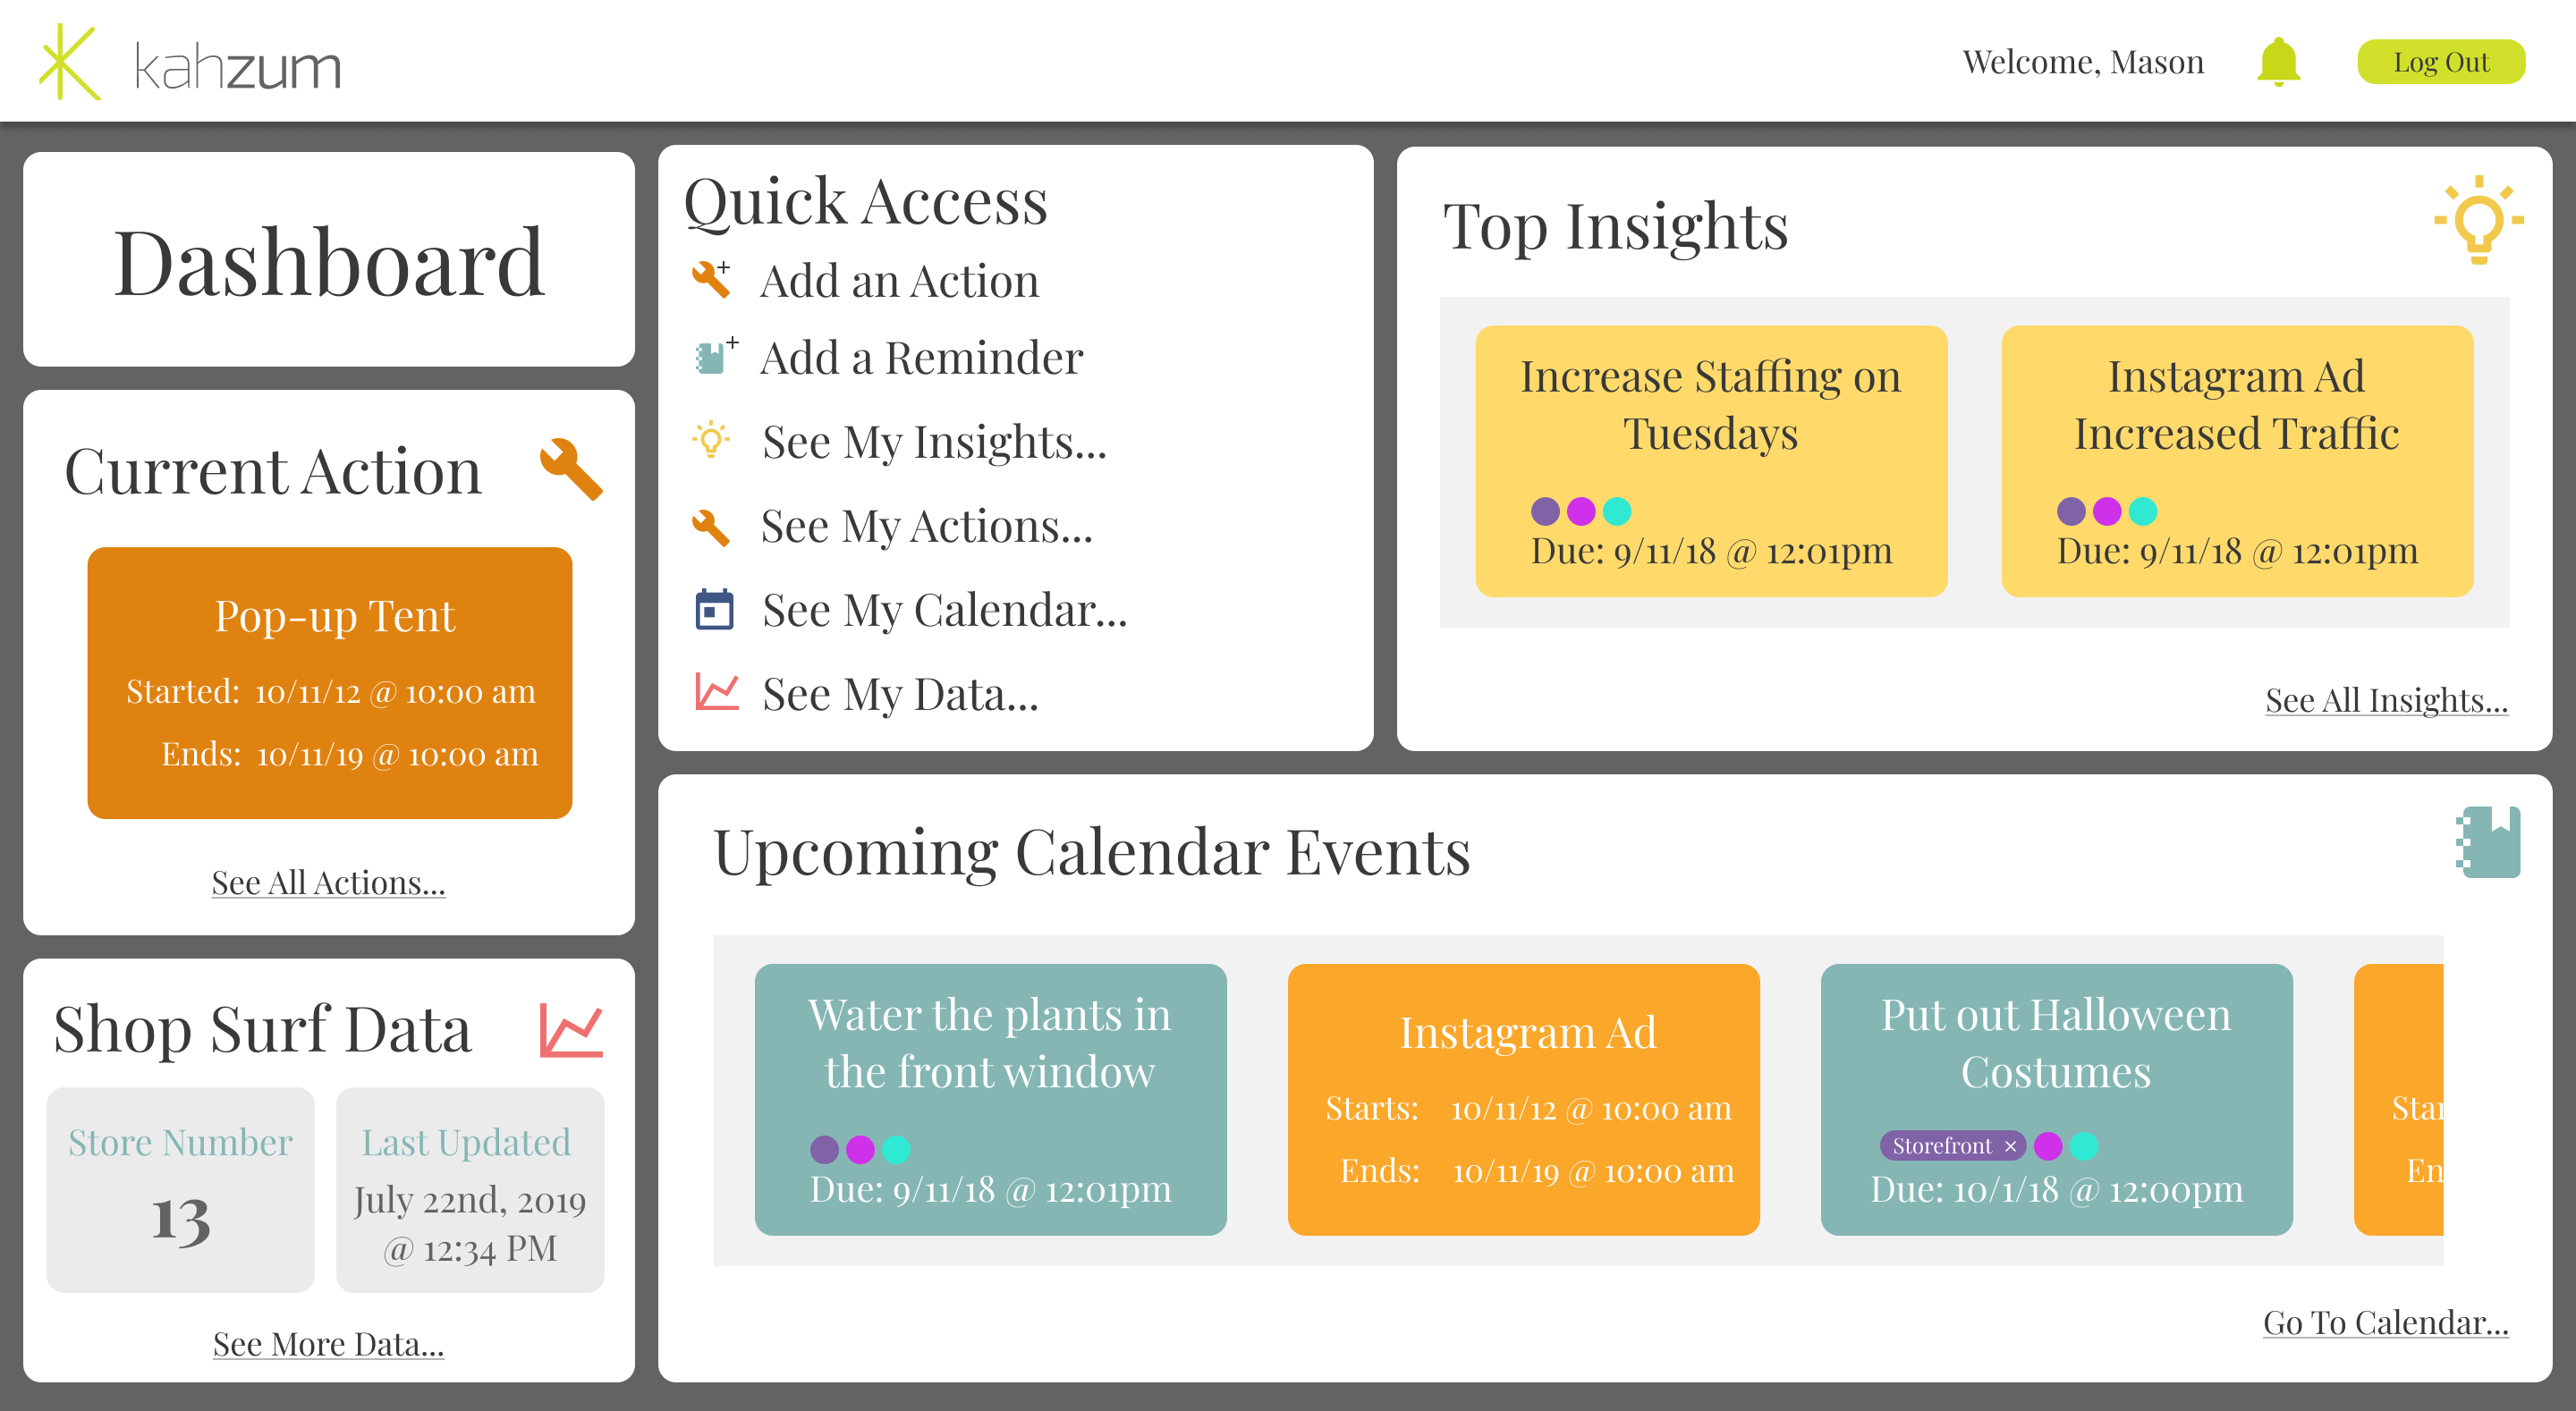 kahzum
Welcome, Mason
Log Out
Dashboard
Current Action
Pop-up Tent
Started: 10/11/12 @ 10:00 am
Ends: 10/11/19 @ 10:00 am
See All Actions...
Shop Surf Data
Store Number
13
Last Updated
July 22nd, 2019
@ 12:34 PM
See More Data...
Quick Access
Add an Action
Add a Reminder
See My Insights...
See My Actions...
See My Calendar...
See My Data...
Top Insights
Increase Staffing on
Tuesdays
Due: 9/11/18 @ 12:01pm
Instagram Ad
Increased Traffic
Due: 9/11/18 @ 12:01pm
See All Insights...
Upcoming Calendar Events
Water the plants in
the front window
Due: 9/11/18 @ 12:01pm
Instagram Ad
Starts: 10/11/12 @ 10:00 am
Ends: 10/11/19 @ 10:00 am
Put out Halloween
Costumes
Storefront ×
Due: 10/1/18 @ 12:00pm
Star
En
Go To Calendar...